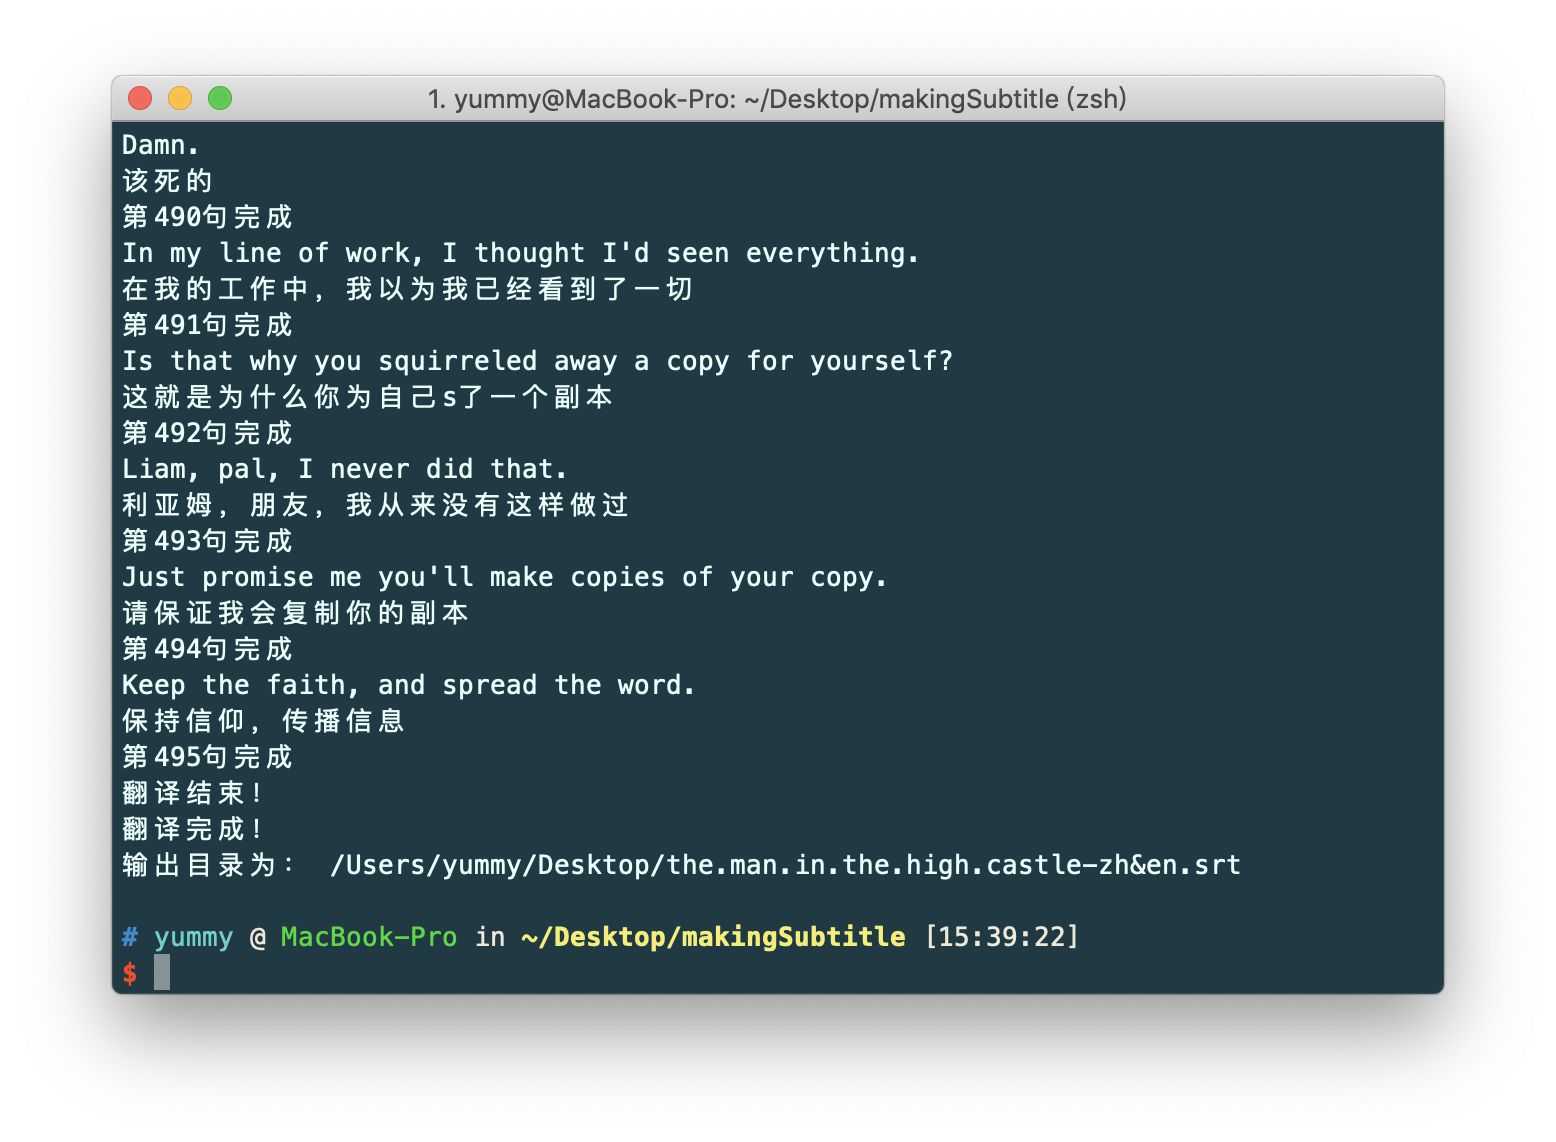 1. yummy@MacBook-Pro: ~/Desktop/makingSubtitle (zsh)
Damn.
该死的
第490句完成
In my line of work, I thought I'd seen everything.
在我的工作中，我以为我已经看到了一切
第491句完成
Is that why you squirreled away a copy for yourself?
这就是为什么你为自己s了一个副本
第492句完成
Liam, pal, I never did that.
利亚姆，朋友，我从来没有这样做过
第493句完成
Just promise me you'll make copies of your copy.
请保证我会复制你的副本
第494句完成
Keep the faith, and spread the word.
保持信仰，传播信息
第495句完成
翻译结束！
翻译完成！
输出目录为： /Users/yummy/Desktop/the.man.in.the.high.castle-zh&en.srt
# yummy @ MacBook-Pro in ~/Desktop/makingSubtitle [15:39:22]
$